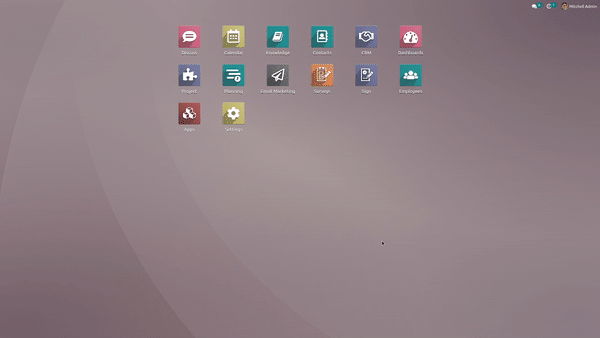 Mitchell Admin
Discuss
Calendar
Knowledge
Contacts
CRM
Dashboards
Project
Planning
Email Marketing
Surveys
Sign
Employees
Apps
Settings